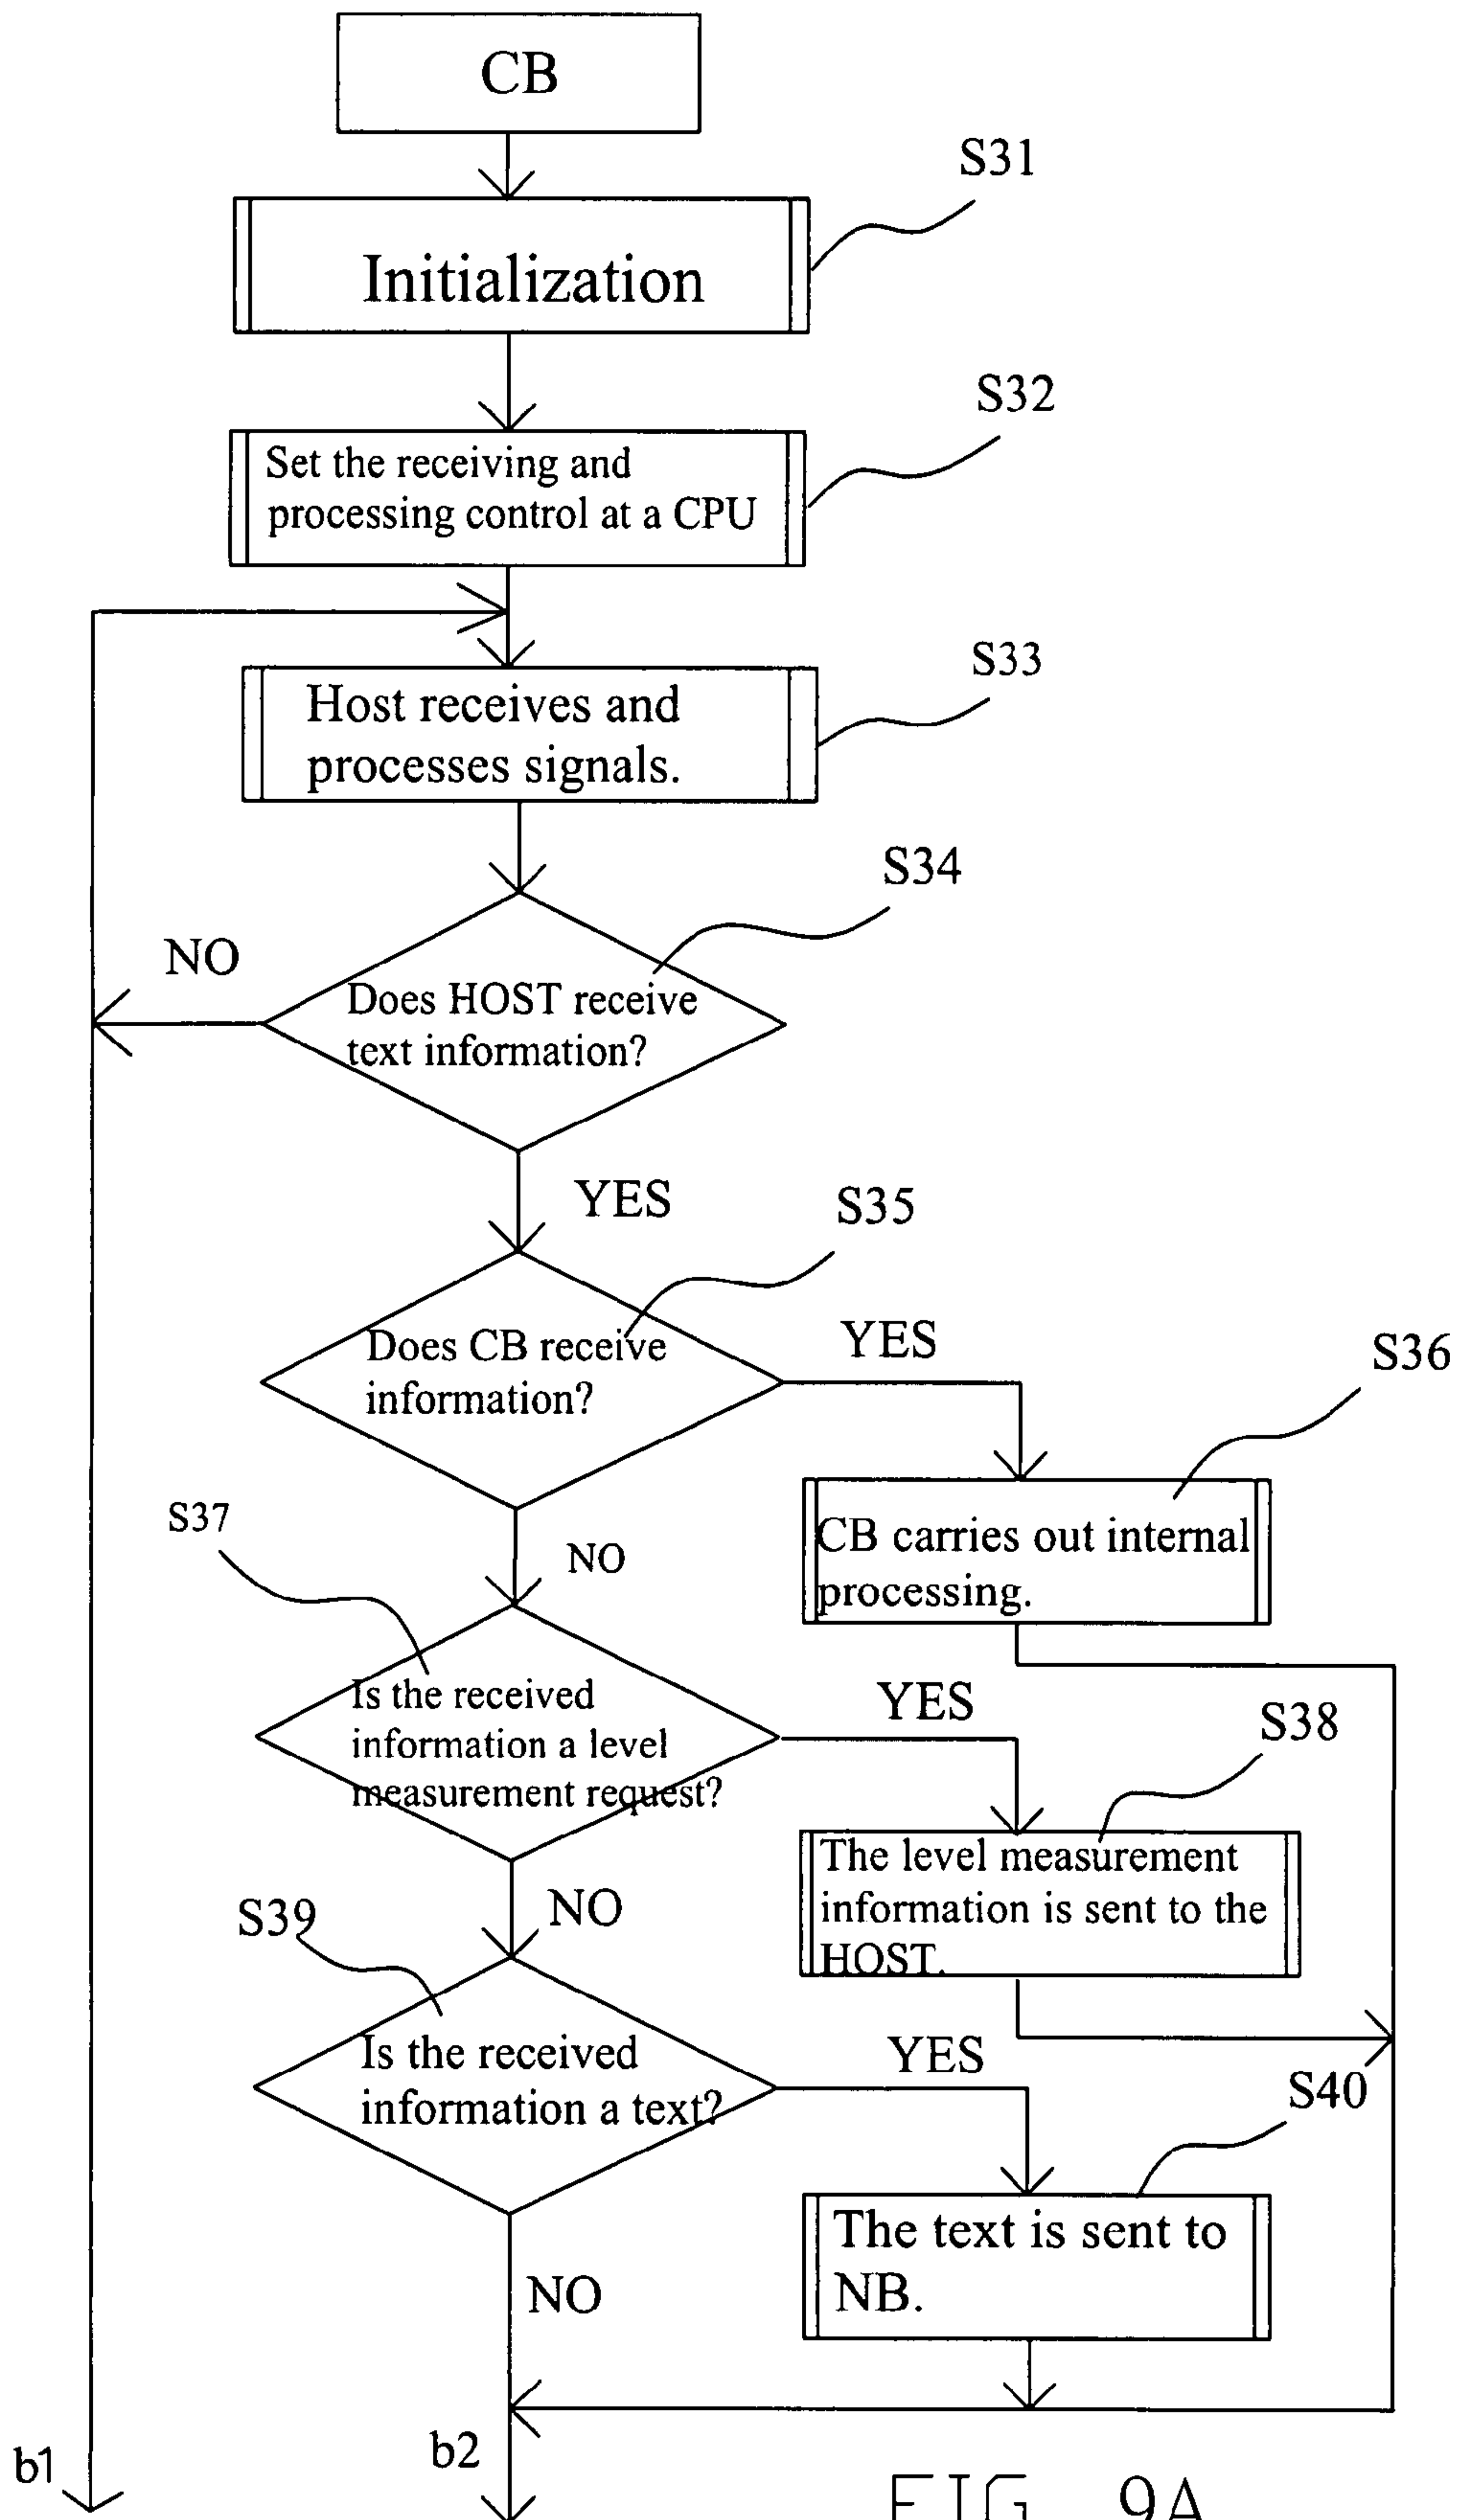 CB
S31
Initialization
S32
Set the receiving and
processing control at a CPU
S33
Host receives and
processes signals.
S34
NO
Does HOST receive
text information?
YES
S35
Does CB receive
information?
YES
S36
CB carries out internal
processing.
S37
NO
Is the received
information a level
measurement request?
YES
S38
The level measurement
information is sent to the
HOST.
S39
NO
Is the received
information a text?
YES
S40
The text is sent to
NB.
NO
b1
b2
FIG. 9A